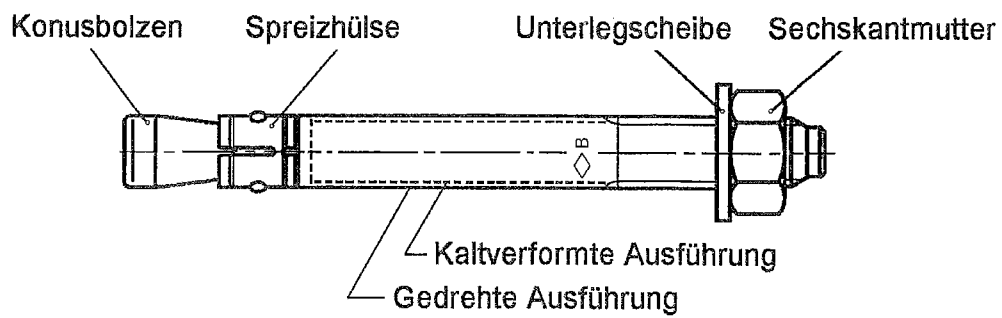 Konusbolzen Spreizhülse Unterlegscheibe Sechskantmutter
B
Kaltverformte Ausführung
Gedrehte Ausführung